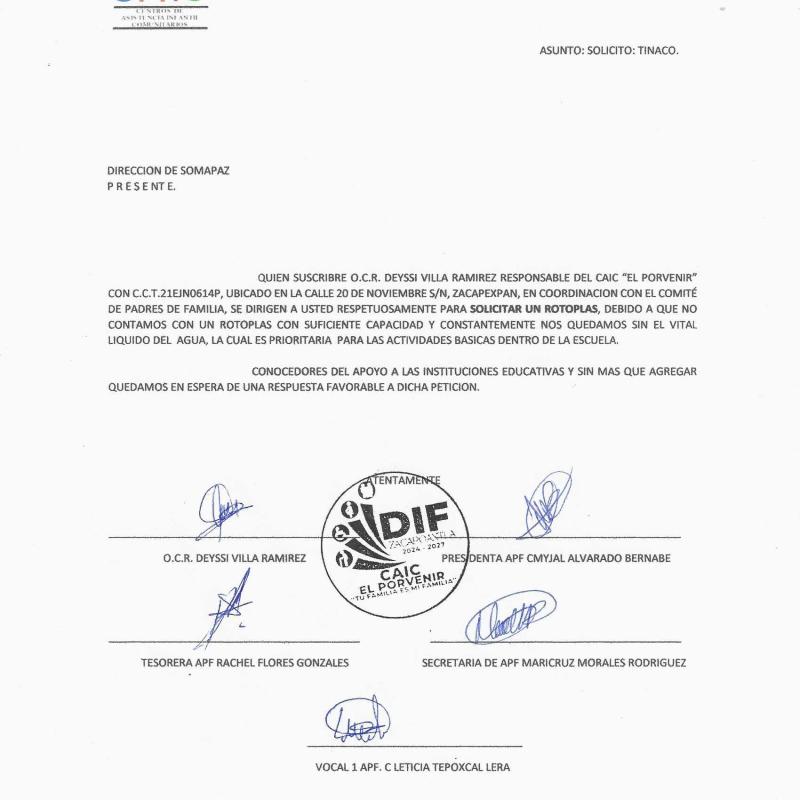 CENTROS DE
ASISTENCIA INFANTIL
COMUNITARIOS
ASUNTO: SOLICITO: TINACO.
DIRECCION DE SOMAPAZ
P R E S E N T E.
QUIEN SUSCRIBRE O.C.R. DEYSSI VILLA RAMIREZ RESPONSABLE DEL CAIC “EL PORVENIR”
CON C.C.T.21EJN0614P, UBICADO EN LA CALLE 20 DE NOVIEMBRE S/N, ZACAPEXPAN, EN COORDINACION CON EL COMITÉ
DE PADRES DE FAMILIA, SE DIRIGEN A USTED RESPETUOSAMENTE PARA SOLICITAR UN ROTOPLAS, DEBIDO A QUE NO
CONTAMOS CON UN ROTOPLAS CON SUFICIENTE CAPACIDAD Y CONSTANTEMENTE NOS QUEDAMOS SIN EL VITAL
LIQUIDO DEL AGUA, LA CUAL ES PRIORITARIA PARA LAS ACTIVIDADES BASICAS DENTRO DE LA ESCUELA.
CONOCEDORES DEL APOYO A LAS INSTITUCIONES EDUCATIVAS Y SIN MAS QUE AGREGAR
QUEDAMOS EN ESPERA DE UNA RESPUESTA FAVORABLE A DICHA PETICION.
ATENTAMENTE
DIF
ZACAPOAXTLA
2024 - 2027
CAIC
EL PORVENIR
"TU FAMILIA ES MI FAMILIA"
O.C.R. DEYSSI VILLA RAMIREZ
PRESIDENTA APF CMYJAL ALVARADO BERNABE
TESORERA APF RACHEL FLORES GONZALES
SECRETARIA DE APF MARICRUZ MORALES RODRIGUEZ
VOCAL 1 APF. C LETICIA TEPOXCAL LERA